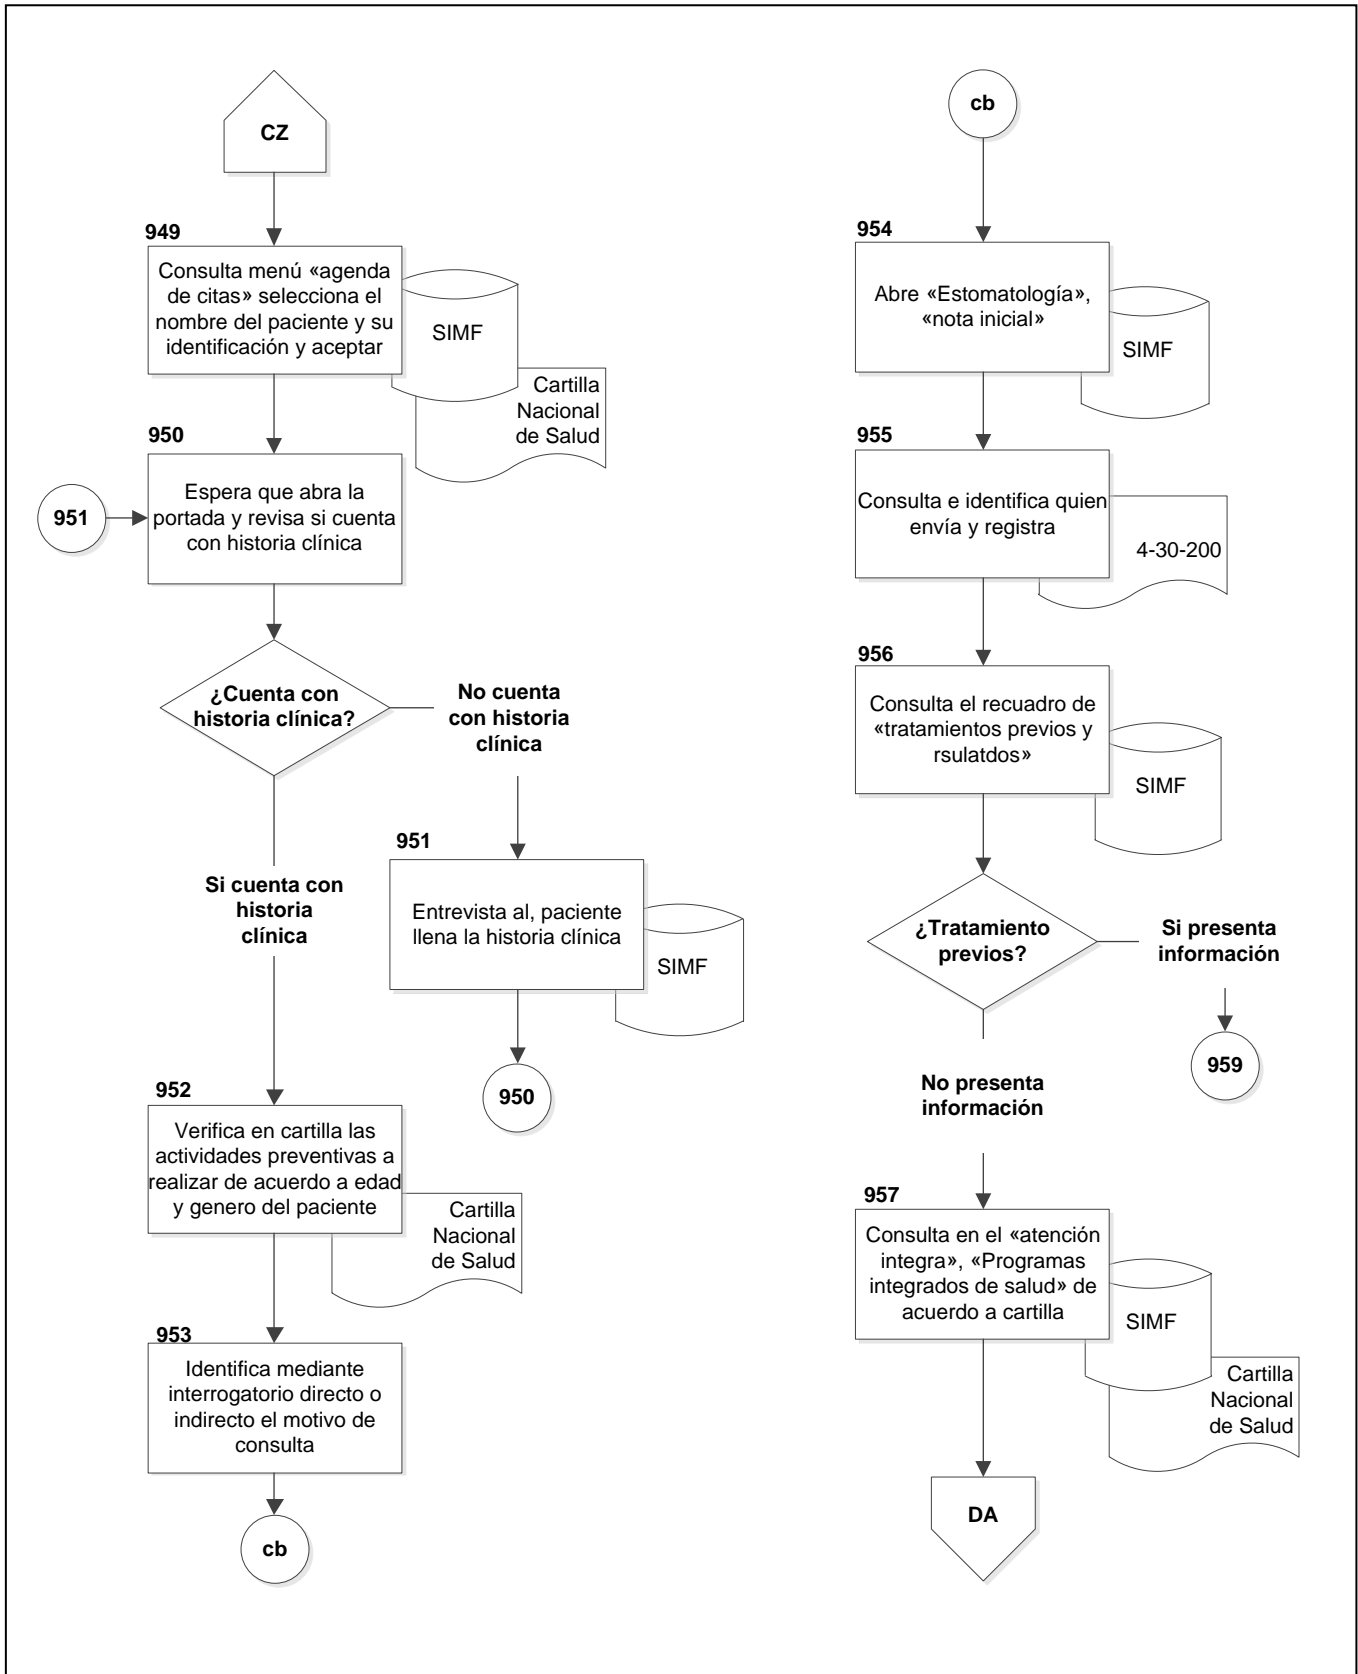 CZ
949
Consulta menú «agenda
de citas» selecciona el
nombre del paciente y su
identificación y aceptar
SIMF
Cartilla
Nacional
de Salud
950
Espera que abra la
portada y revisa si cuenta
con historia clínica
951
¿Cuenta con
historia clínica?
No cuenta
con historia
clínica
951
Entrevista al, paciente
llena la historia clínica
SIMF
950
Si cuenta con
historia
clínica
952
Verifica en cartilla las
actividades preventivas a
realizar de acuerdo a edad
y genero del paciente
Cartilla
Nacional
de Salud
953
Identifica mediante
interrogatorio directo o
indirecto el motivo de
consulta
cb
cb
954
Abre «Estomatología»,
«nota inicial»
SIMF
955
Consulta e identifica quien
envía y registra
4-30-200
956
Consulta el recuadro de
«tratamientos previos y
rsulatdos»
SIMF
¿Tratamiento
previos?
Si presenta
información
959
No presenta
información
957
Consulta en el «atención
integra», «Programas
integrados de salud» de
acuerdo a cartilla
SIMF
Cartilla
Nacional
de Salud
DA